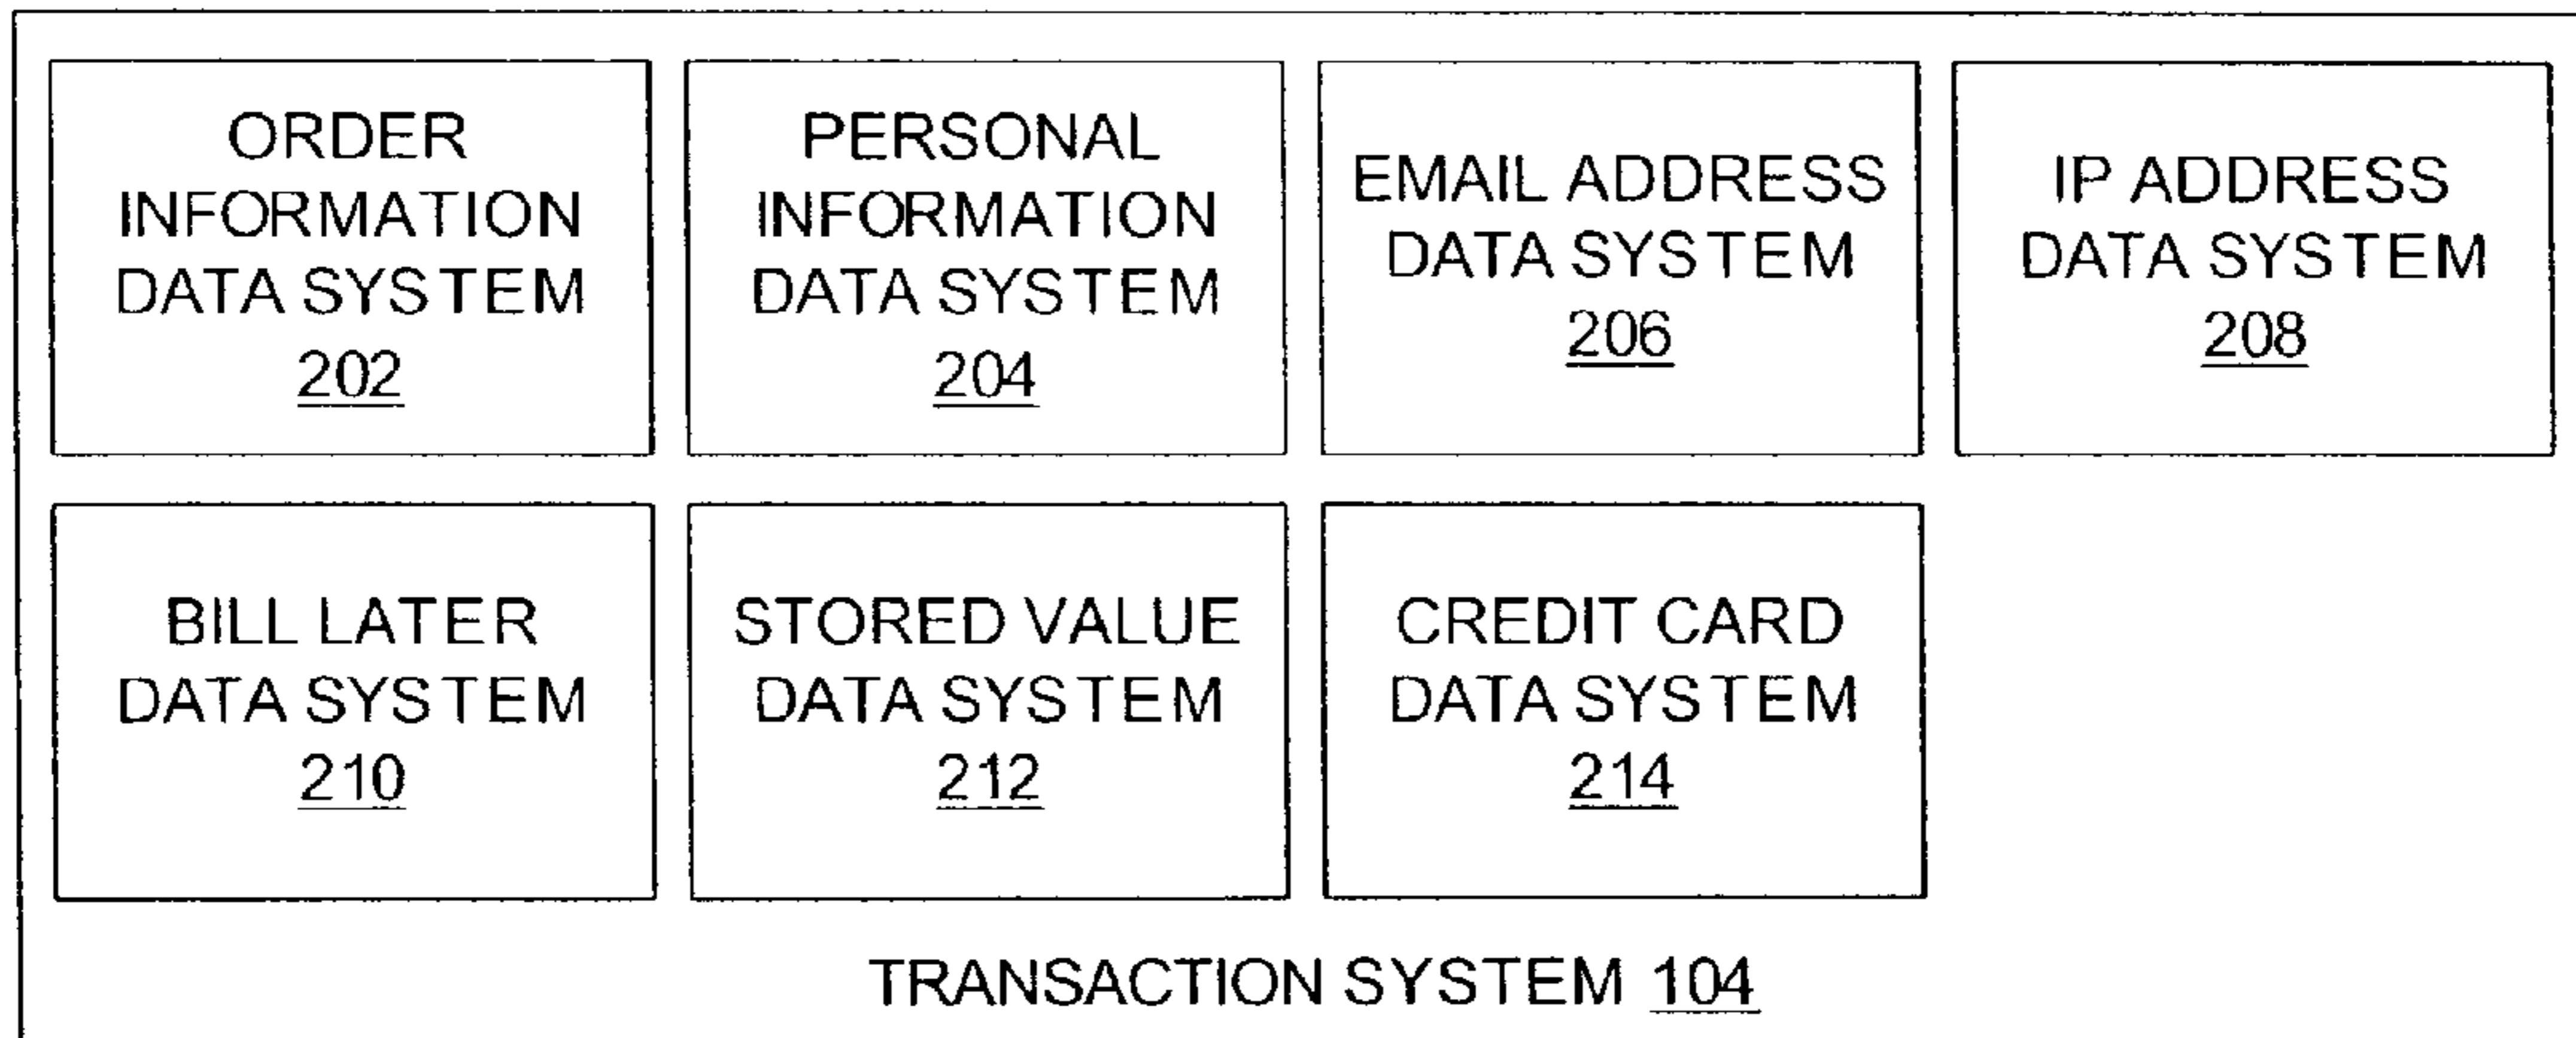 ORDER
INFORMATION
DATA SYSTEM
202
PERSONAL
INFORMATION
DATA SYSTEM
204
EMAIL ADDRESS
DATA SYSTEM
206
IP ADDRESS
DATA SYSTEM
208
BILL LATER
DATA SYSTEM
210
STORED VALUE
DATA SYSTEM
212
CREDIT CARD
DATA SYSTEM
214
TRANSACTION SYSTEM 104